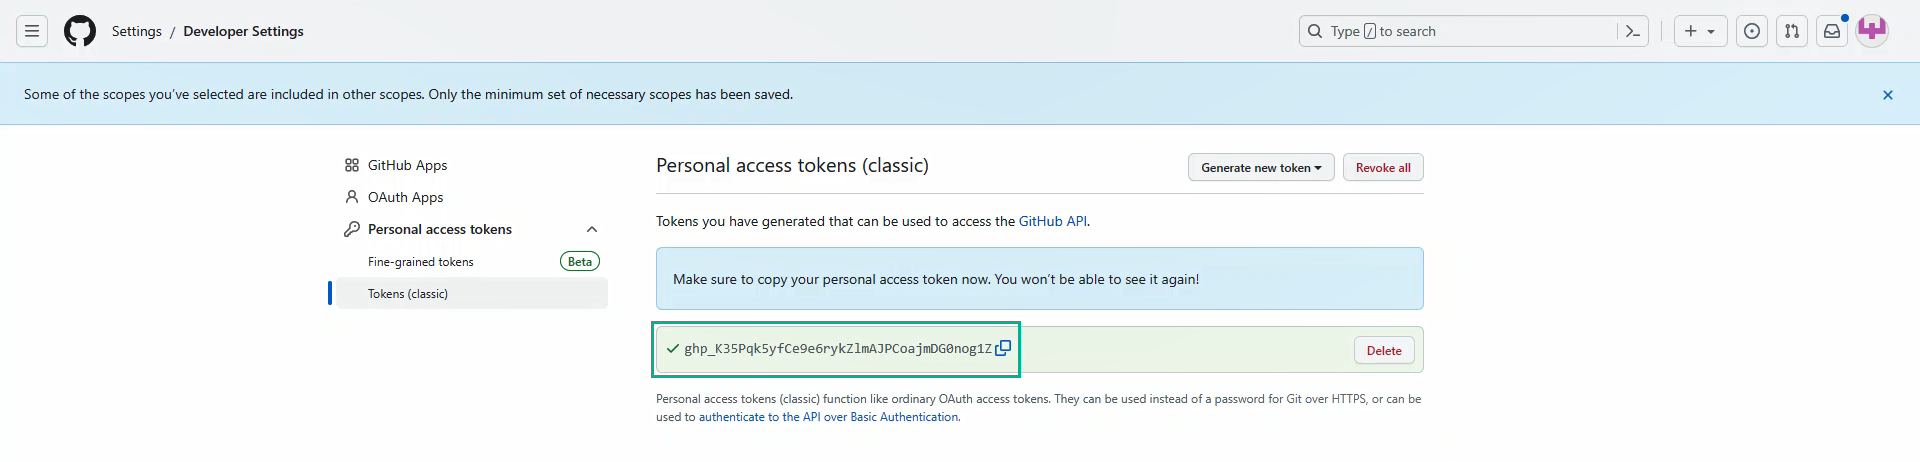 Settings / Developer Settings
Type / to search
Some of the scopes you've selected are included in other scopes. Only the minimum set of necessary scopes has been saved.
GitHub Apps
OAuth Apps
Personal access tokens
Fine-grained tokens Beta
Tokens (classic)
Personal access tokens (classic)
Generate new token
Revoke all
Tokens you have generated that can be used to access the GitHub API.
Make sure to copy your personal access token now. You won't be able to see it again!
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
Delete
Personal access tokens (classic) function like ordinary OAuth access tokens. They can be used instead of a password for Git over HTTPS, or can be
used to authenticate to the API over Basic Authentication.